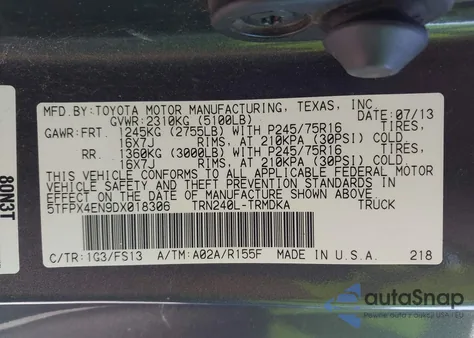 MFD.BY:TOYOTA MOTOR MANUFACTURING, TEXAS, INC.
GVWR:2310KG (5100LB) DATE: 07/13
GAWR:FRT. 1245KG (2755LB) WITH P245/75R16 TIRES,
16X7J RIMS, AT 210KPA (30PSI) COLD
RR. 1360KG (3000LB) WITH P245/75R16 TIRES,
16X7J RIMS, AT 210KPA (30PSI) COLD
THIS VEHICLE CONFORMS TO ALL APPLICABLE FEDERAL MOTOR
VEHICLE SAFETY AND THEFT PREVENTION STANDARDS IN
EFFECT ON THE DATE OF MANUFACTURE SHOWN ABOVE.
5TFPX4EN9DX018306 TRN240L-TRMDKA TRUCK
C/TR:1G3/FS13 A/TM:A02A/R155F MADE IN U.S.A. 218
80N3T
autoSnap